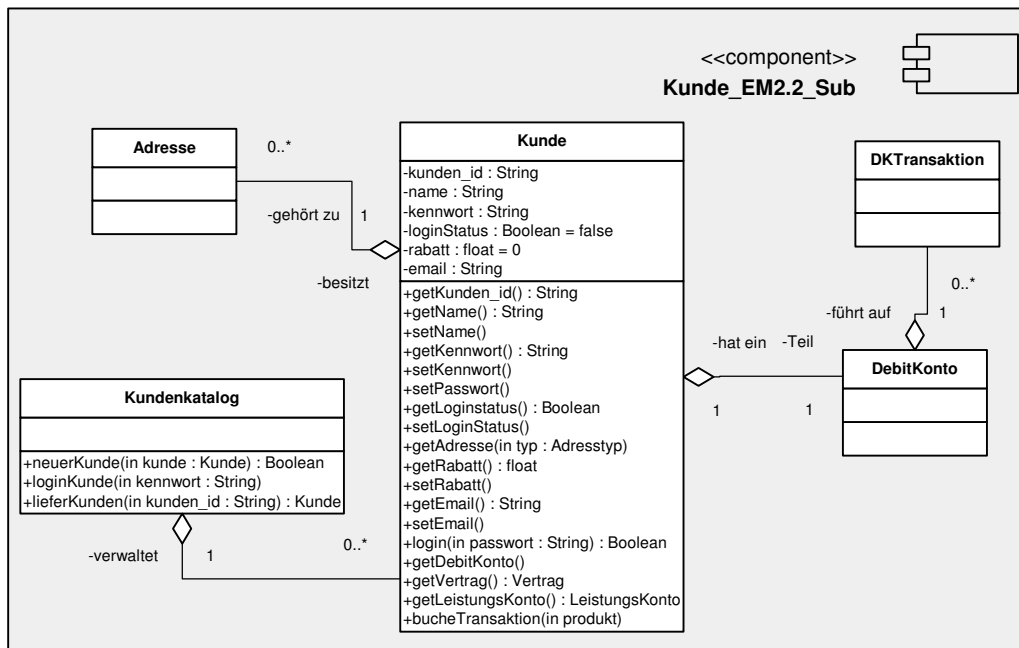 <<component>>
Kunde_EM2.2_Sub
Adresse
0..*
-gehört zu
1
-besitzt
Kunde
-kunden_id : String
-name : String
-kennwort : String
-loginStatus : Boolean = false
-rabatt : float = 0
-email : String
+getKunden_id() : String
+getName() : String
+setName()
+getKennwort() : String
+setKennwort()
+setPasswort()
+getLoginstatus() : Boolean
+setLoginStatus()
+getAdresse(in typ : Adresstyp)
+getRabatt() : float
+setRabatt()
+getEmail() : String
+setEmail()
+login(in passwort : String) : Boolean
+getDebitKonto()
+getVertrag() : Vertrag
+getLeistungsKonto() : LeistungsKonto
+bucheTransaktion(in produkt)
DKTransaktion
0..*
-führt auf
1
-hat ein
-Teil
1
1
DebitKonto
Kundenkatalog
+neuerKunde(in kunde : Kunde) : Boolean
+loginKunde(in kennwort : String)
+lieferKunden(in kunden_id : String) : Kunde
-verwaltet
1
0..*